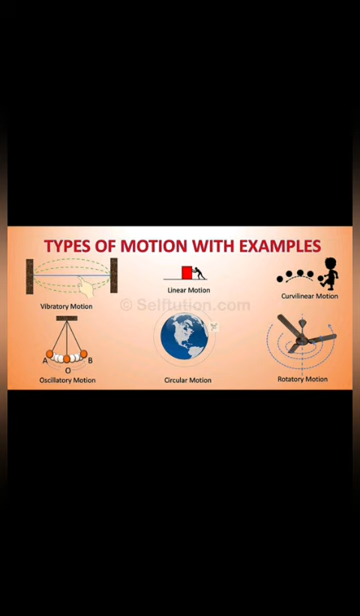 TYPES OF MOTION WITH EXAMPLES
Vibratory Motion
Linear Motion
Curvilinear Motion
© Selftution.com
A
B
O
Oscillatory Motion
Circular Motion
Rotatory Motion